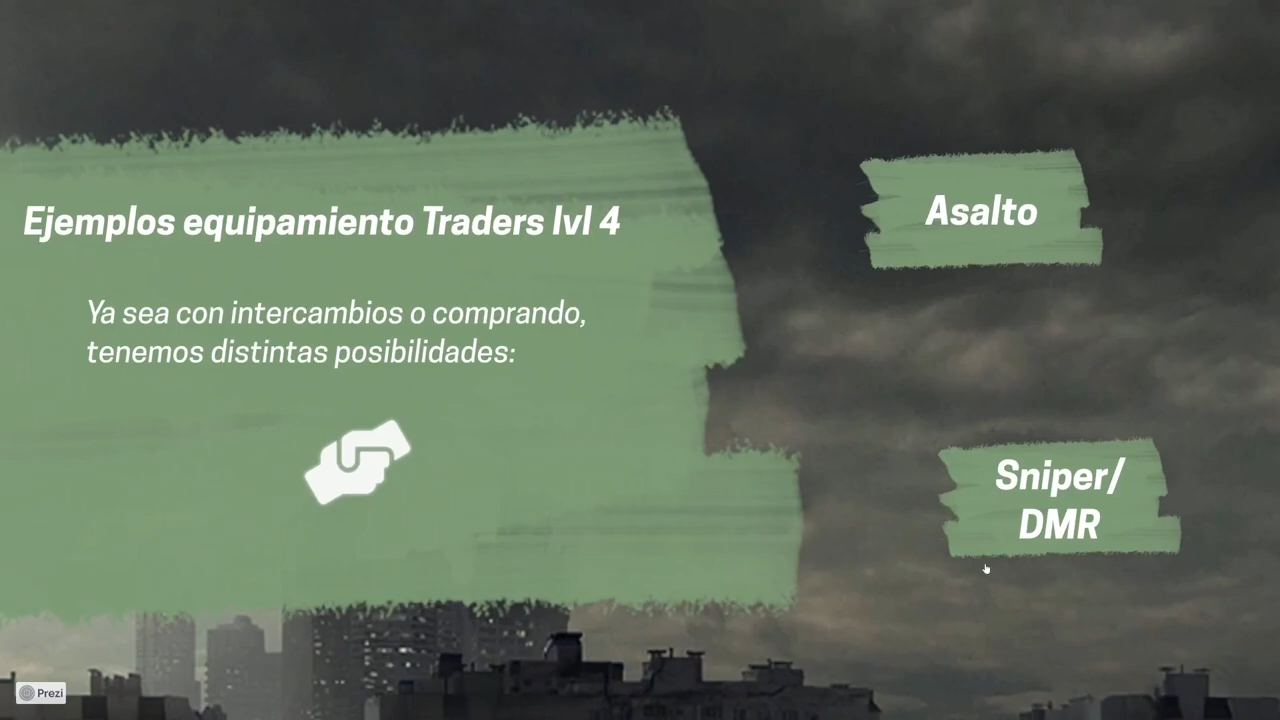 Ejemplos equipamiento Traders lvl 4
Ya sea con intercambios o comprando,
tenemos distintas posibilidades:
Asalto
Sniper/
DMR
Prezi